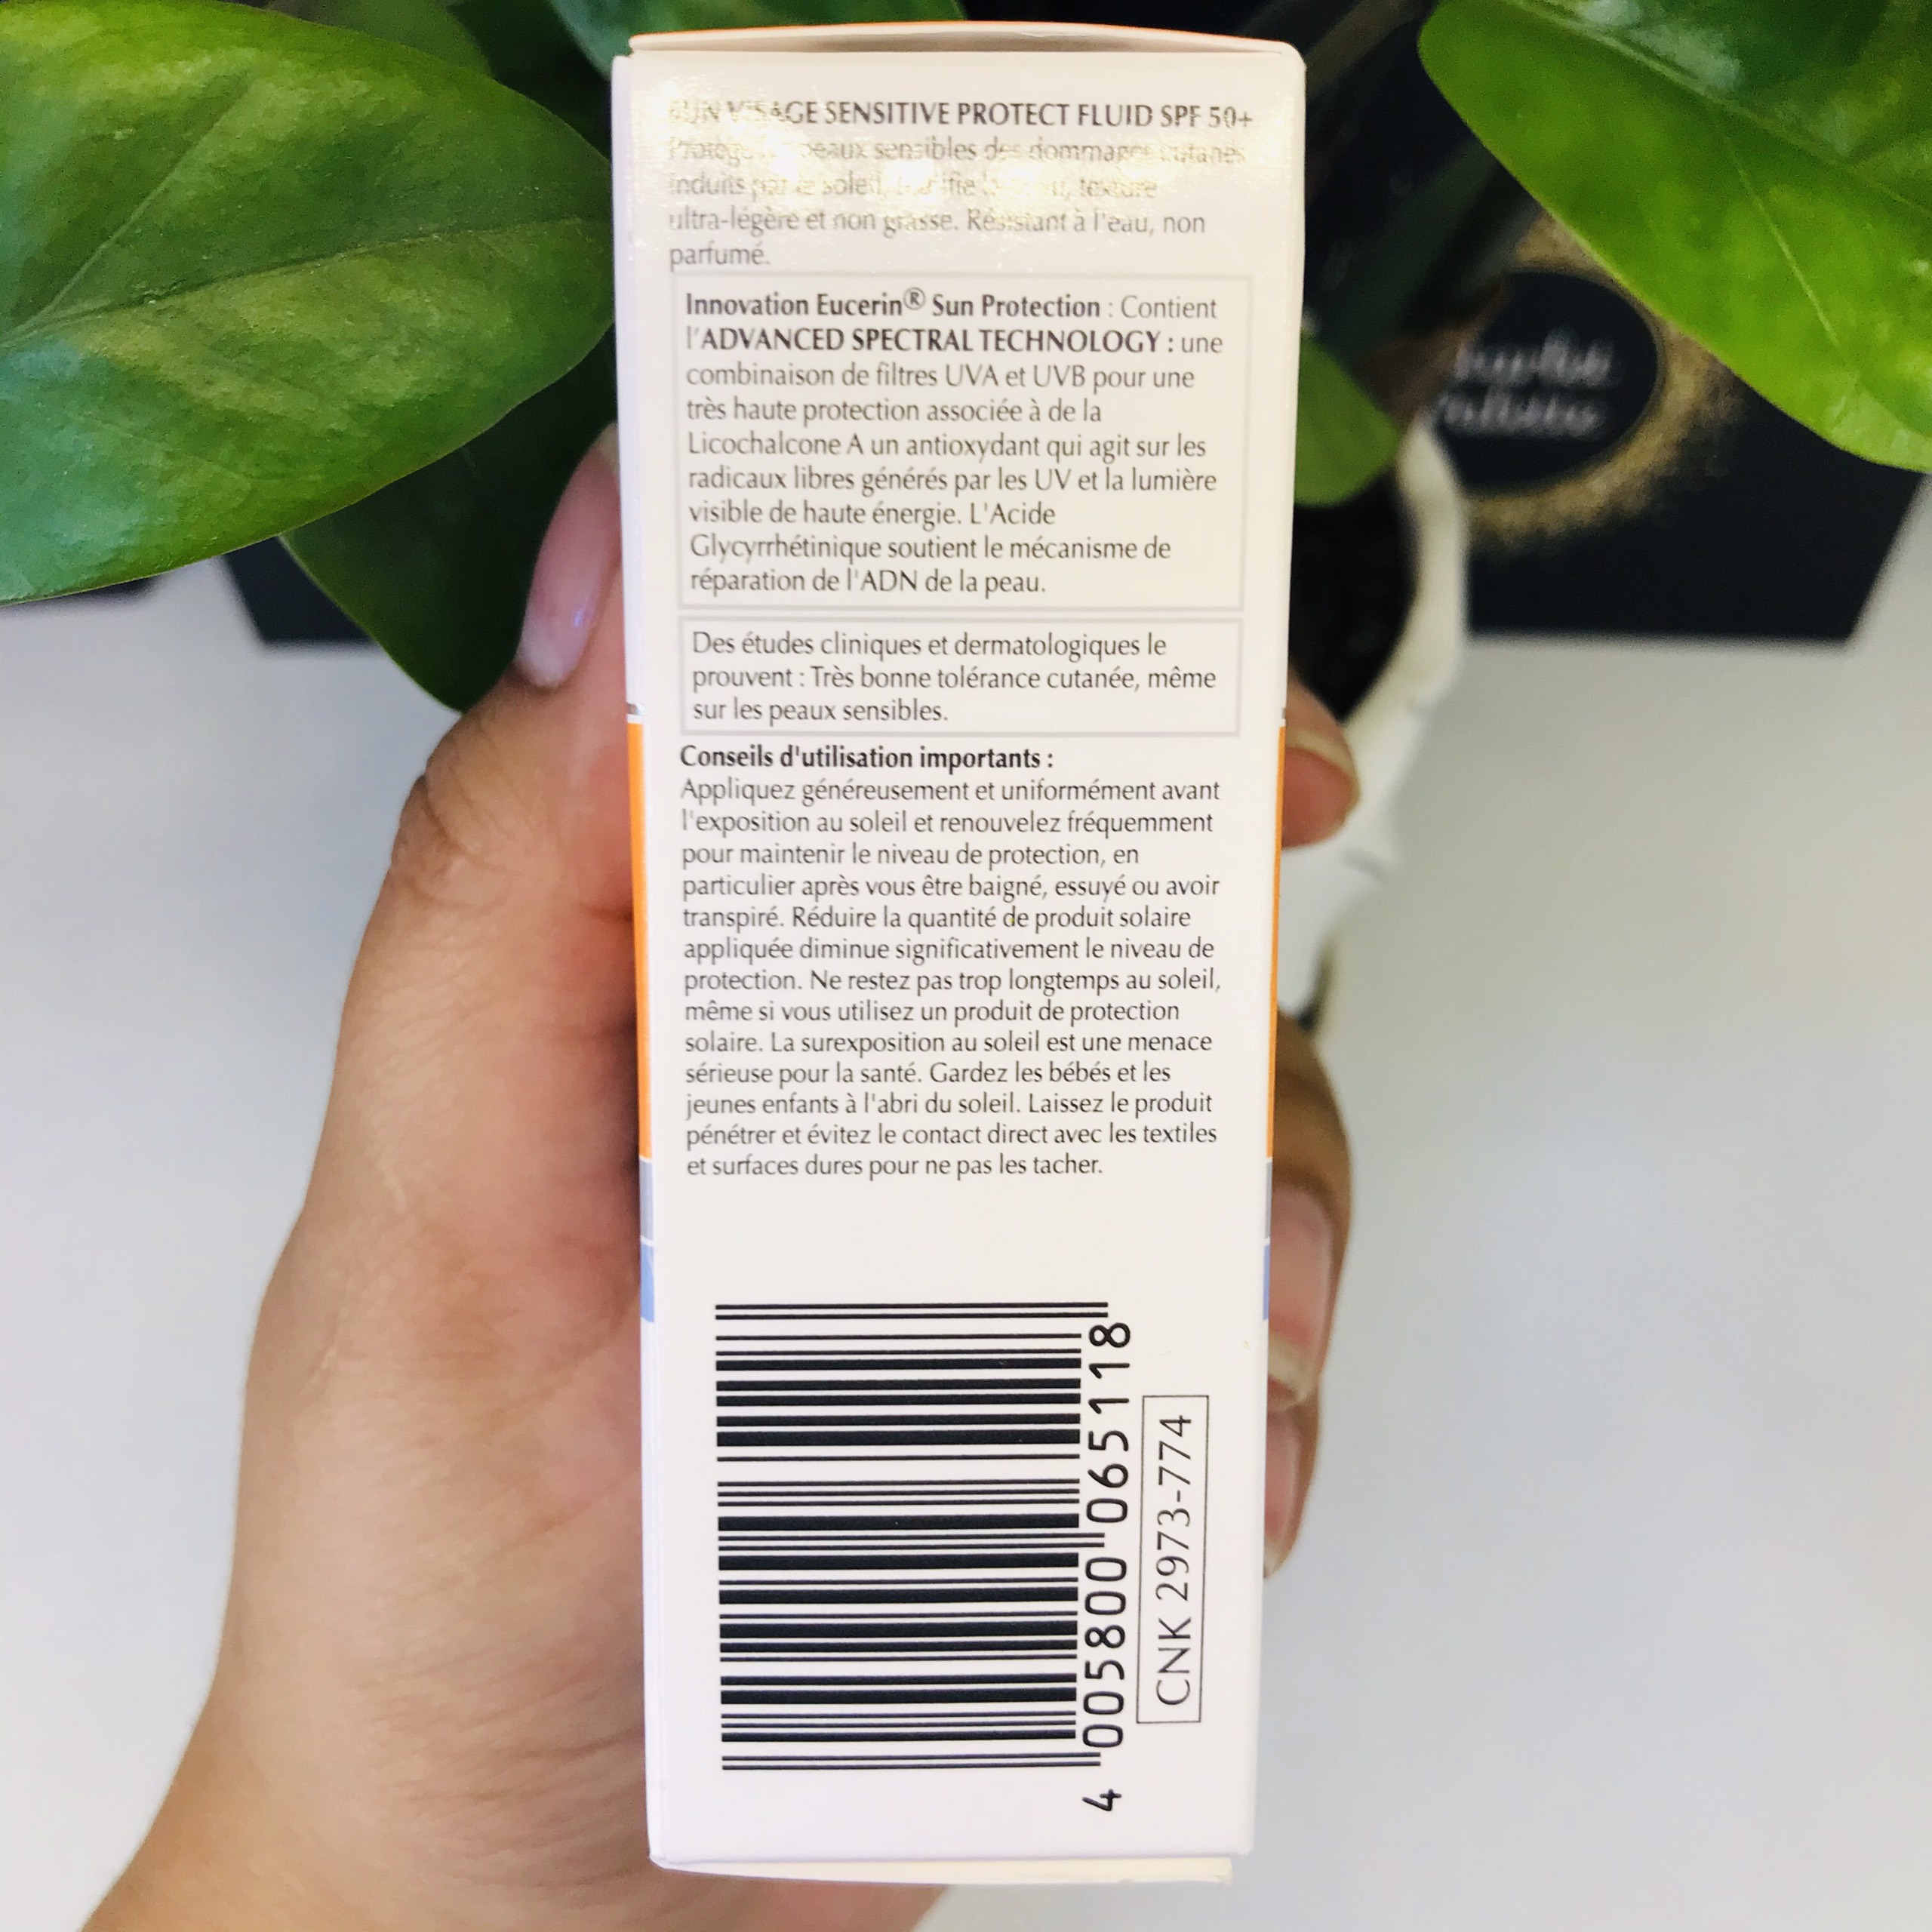 SUN VISAGE SENSITIVE PROTECT FLUID SPF 50+
Protège peaux sensibles des dommages cutanés
induits par le soleil, texture
ultra-légère et non grasse. Résistant à l'eau, non
parfumé.
Innovation Eucerin® Sun Protection : Contient
l'ADVANCED SPECTRAL TECHNOLOGY : une
combinaison de filtres UVA et UVB pour une
très haute protection associée à de la
Licochalcone A un antioxydant qui agit sur les
radicaux libres générés par les UV et la lumière
visible de haute énergie. L'Acide
Glycyrrhétinique soutient le mécanisme de
réparation de l'ADN de la peau.
Des études cliniques et dermatologiques le
prouvent : Très bonne tolérance cutanée, même
sur les peaux sensibles.
Conseils d'utilisation importants :
Appliquez généreusement et uniformément avant
l'exposition au soleil et renouvelez fréquemment
pour maintenir le niveau de protection, en
particulier après vous être baigné, essuyé ou avoir
transpiré. Réduire la quantité de produit solaire
appliquée diminue significativement le niveau de
protection. Ne restez pas trop longtemps au soleil,
même si vous utilisez un produit de protection
solaire. La surexposition au soleil est une menace
sérieuse pour la santé. Gardez les bébés et les
jeunes enfants à l'abri du soleil. Laissez le produit
pénétrer et évitez le contact direct avec les textiles
et surfaces dures pour ne pas les tacher.
4 005800 065118
CNK 2973-774